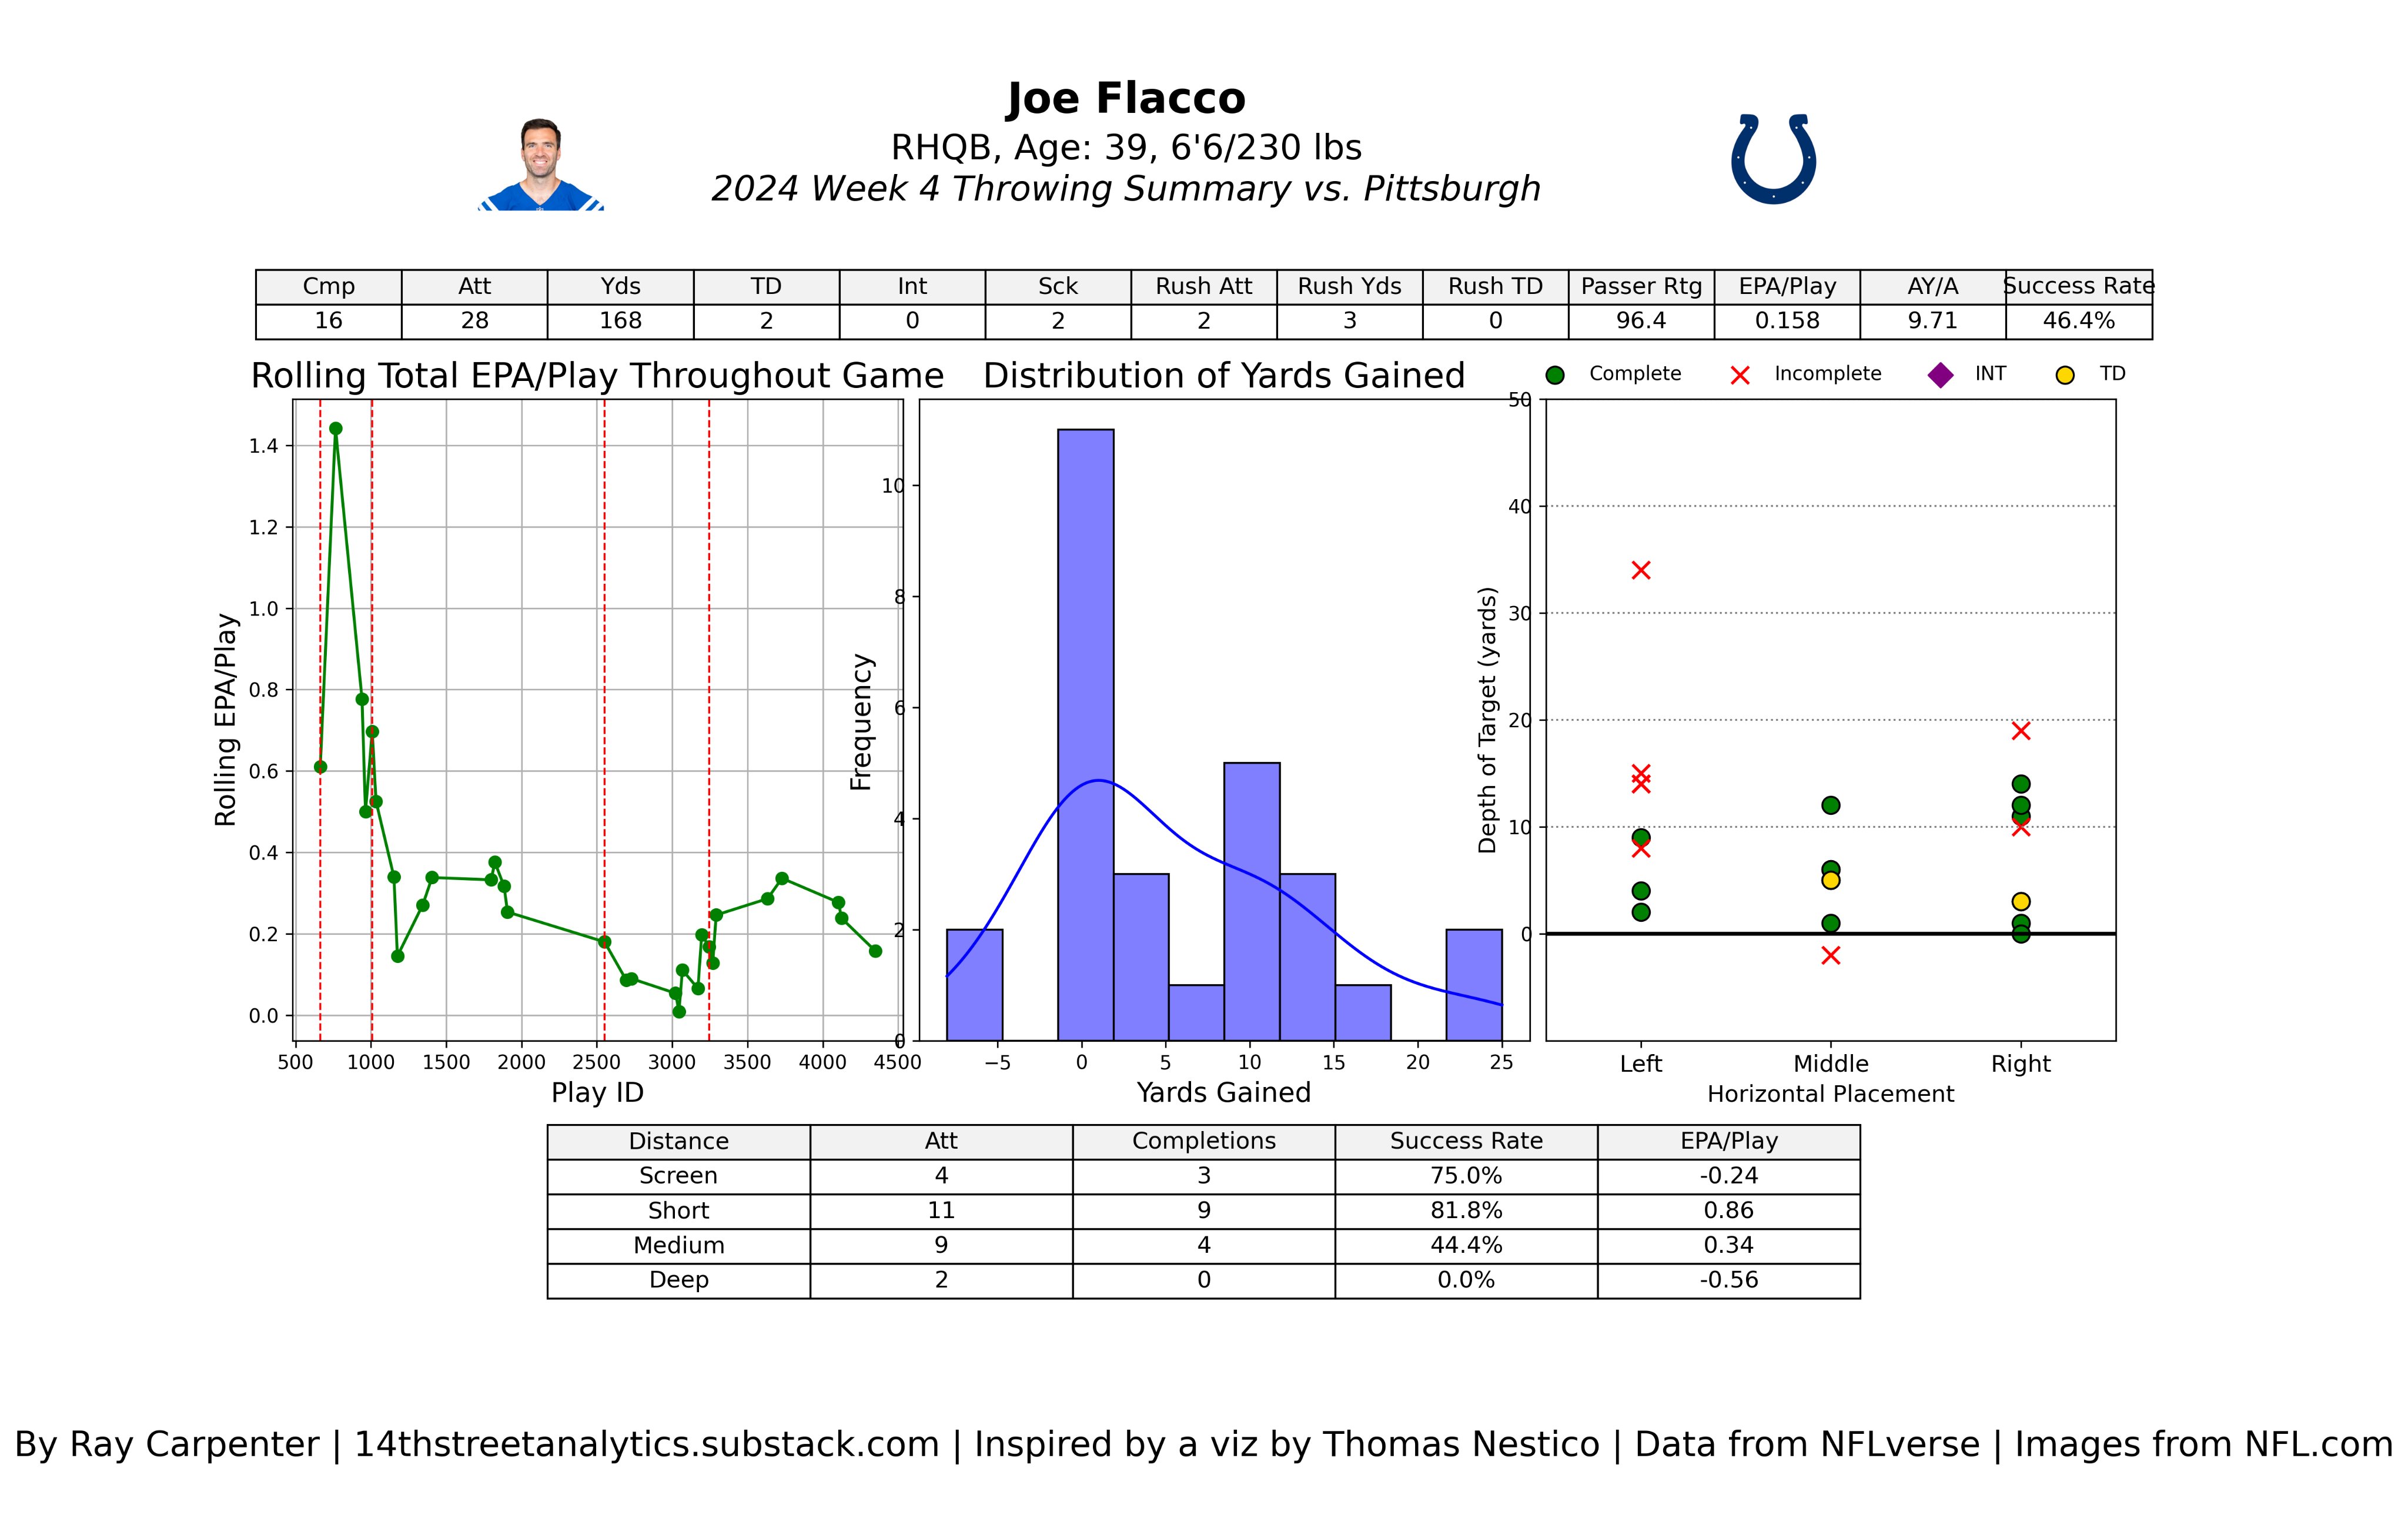 Joe Flacco
RHQB, Age: 39, 6'6/230 lbs
2024 Week 4 Throwing Summary vs. Pittsburgh
Cmp Att Yds TD Int Sck Rush Att Rush Yds Rush TD Passer Rtg EPA/Play AY/A Success Rate
16 28 168 2 0 2 2 3 0 96.4 0.158 9.71 46.4%
Rolling Total EPA/Play Throughout Game
Rolling EPA/Play
1.4
1.2
1.0
0.8
0.6
0.4
0.2
0.0
500 1000 1500 2000 2500 3000 3500 4000 4500
Play ID
Distribution of Yards Gained
Frequency
10
8
6
4
2
0
−5 0 5 10 15 20 25
Yards Gained
Complete Incomplete INT TD
Depth of Target (yards)
50
40
30
20
10
0
Left Middle Right
Horizontal Placement
Distance Att Completions Success Rate EPA/Play
Screen 4 3 75.0% -0.24
Short 11 9 81.8% 0.86
Medium 9 4 44.4% 0.34
Deep 2 0 0.0% -0.56
By Ray Carpenter | 14thstreetanalytics.substack.com | Inspired by a viz by Thomas Nestico | Data from NFLverse | Images from NFL.com